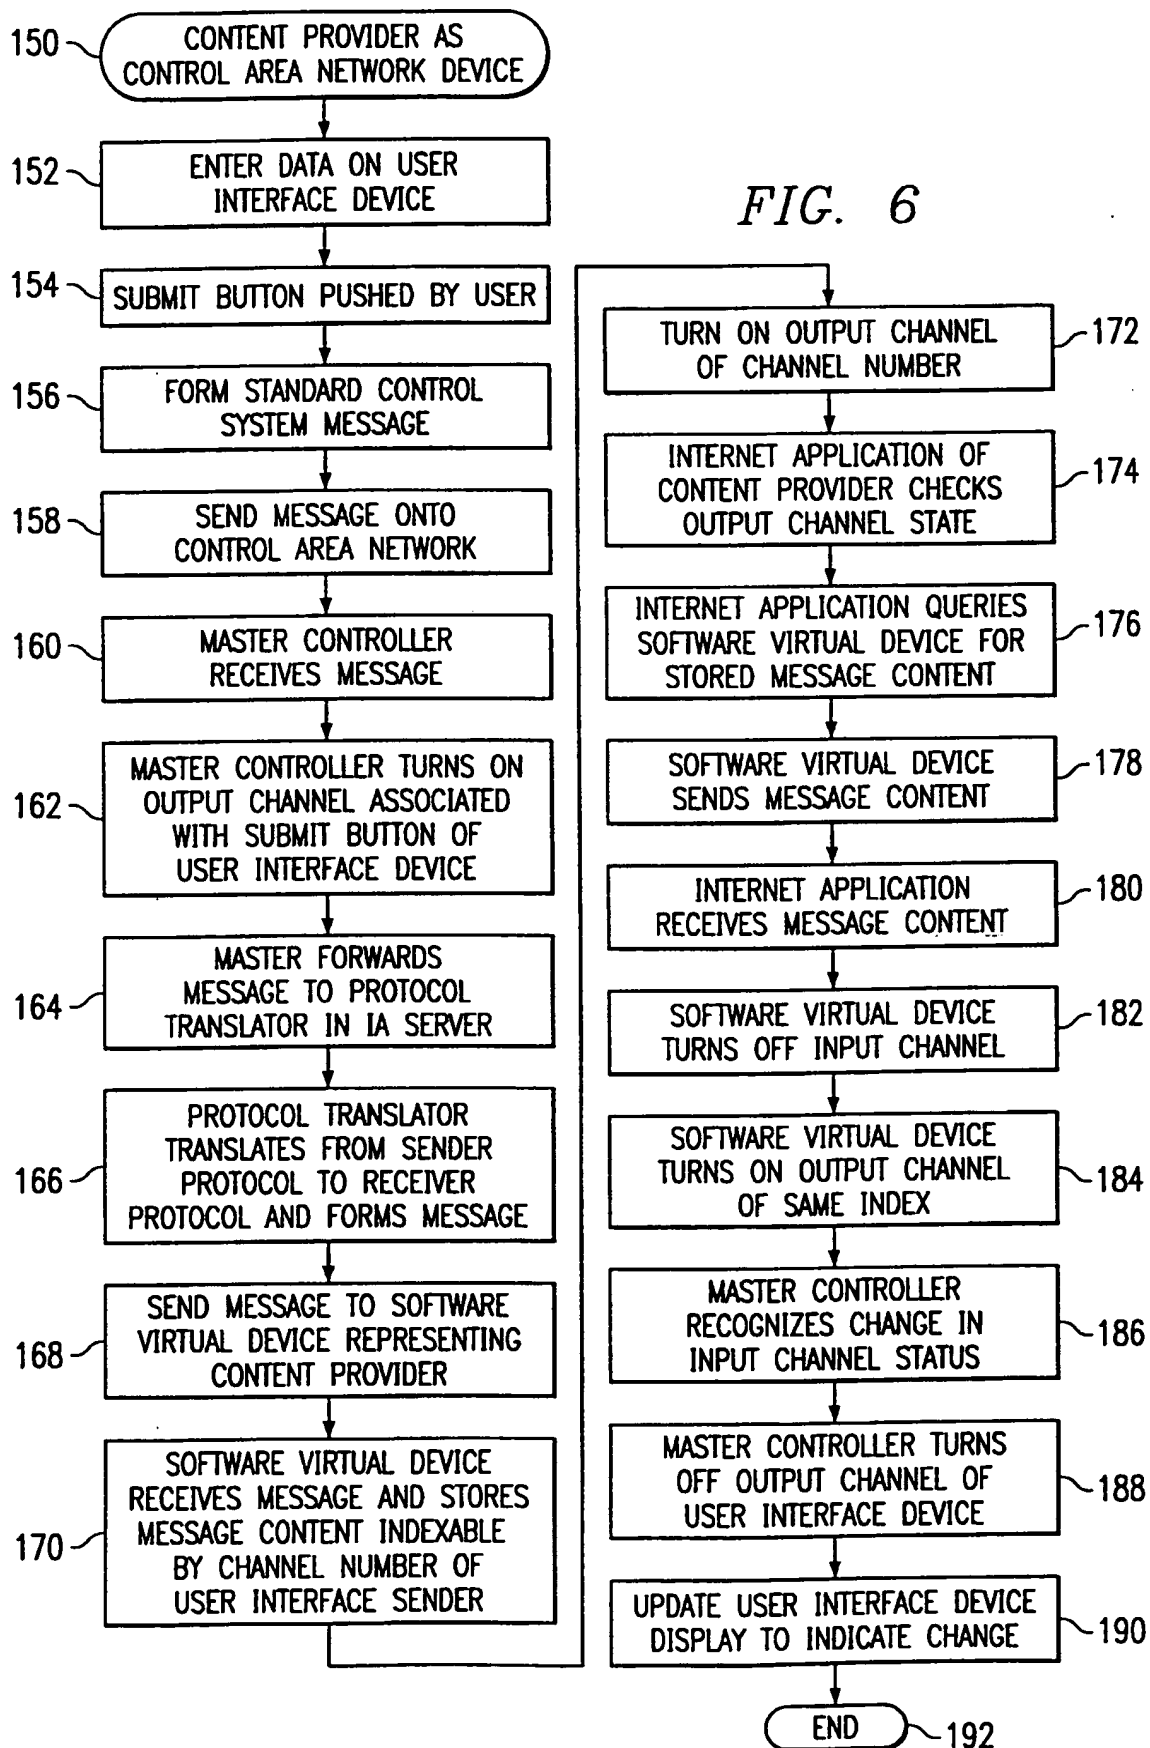 150
CONTENT PROVIDER AS
CONTROL AREA NETWORK DEVICE
152
ENTER DATA ON USER
INTERFACE DEVICE
154
SUBMIT BUTTON PUSHED BY USER
156
FORM STANDARD CONTROL
SYSTEM MESSAGE
158
SEND MESSAGE ONTO
CONTROL AREA NETWORK
160
MASTER CONTROLLER
RECEIVES MESSAGE
162
MASTER CONTROLLER TURNS ON
OUTPUT CHANNEL ASSOCIATED
WITH SUBMIT BUTTON OF
USER INTERFACE DEVICE
164
MASTER FORWARDS
MESSAGE TO PROTOCOL
TRANSLATOR IN IA SERVER
166
PROTOCOL TRANSLATOR
TRANSLATES FROM SENDER
PROTOCOL TO RECEIVER
PROTOCOL AND FORMS MESSAGE
168
SEND MESSAGE TO SOFTWARE
VIRTUAL DEVICE REPRESENTING
CONTENT PROVIDER
170
SOFTWARE VIRTUAL DEVICE
RECEIVES MESSAGE AND STORES
MESSAGE CONTENT INDEXABLE
BY CHANNEL NUMBER OF
USER INTERFACE SENDER
FIG. 6
TURN ON OUTPUT CHANNEL
OF CHANNEL NUMBER
172
INTERNET APPLICATION OF
CONTENT PROVIDER CHECKS
OUTPUT CHANNEL STATE
174
INTERNET APPLICATION QUERIES
SOFTWARE VIRTUAL DEVICE FOR
STORED MESSAGE CONTENT
176
SOFTWARE VIRTUAL DEVICE
SENDS MESSAGE CONTENT
178
INTERNET APPLICATION
RECEIVES MESSAGE CONTENT
180
SOFTWARE VIRTUAL DEVICE
TURNS OFF INPUT CHANNEL
182
SOFTWARE VIRTUAL DEVICE
TURNS ON OUTPUT CHANNEL
OF SAME INDEX
184
MASTER CONTROLLER
RECOGNIZES CHANGE IN
INPUT CHANNEL STATUS
186
MASTER CONTROLLER TURNS
OFF OUTPUT CHANNEL OF
USER INTERFACE DEVICE
188
UPDATE USER INTERFACE DEVICE
DISPLAY TO INDICATE CHANGE
190
END
192